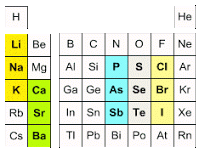 H He
Li Be B C N O F Ne
Na Mg Al Si P S Cl Ar
K Ca Ga Ge As Se Br Kr
Rb Sr In Sn Sb Te I Xe
Cs Ba Tl Pb Bi Po At Rn